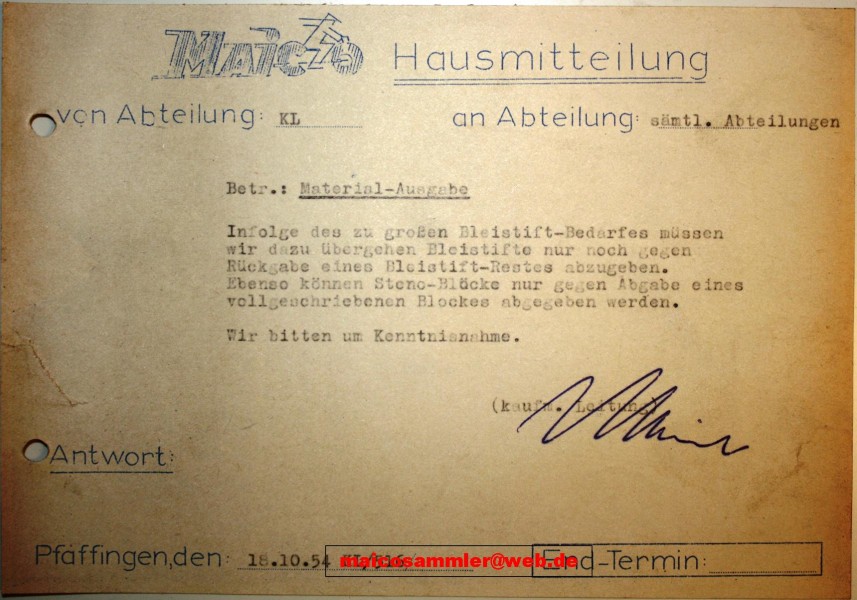 Maico Hausmitteilung
von Abteilung: KL an Abteilung: sämtl. Abteilungen
Betr.: Material-Ausgabe
Infolge des zu großen Bleistift-Bedarfes müssen
wir dazu übergehen Bleistifte nur noch gegen
Rückgabe eines Bleistift-Restes abzugeben.
Ebenso können Steno-Blöcke nur gegen Abgabe eines
vollgeschriebenen Blockes abgegeben werden.
Wir bitten um Kenntnisnahme.
(kaufm. Leitung)
Antwort:
Pfäffingen,den: 18.10.54 maicosammler@web.de End-Termin: